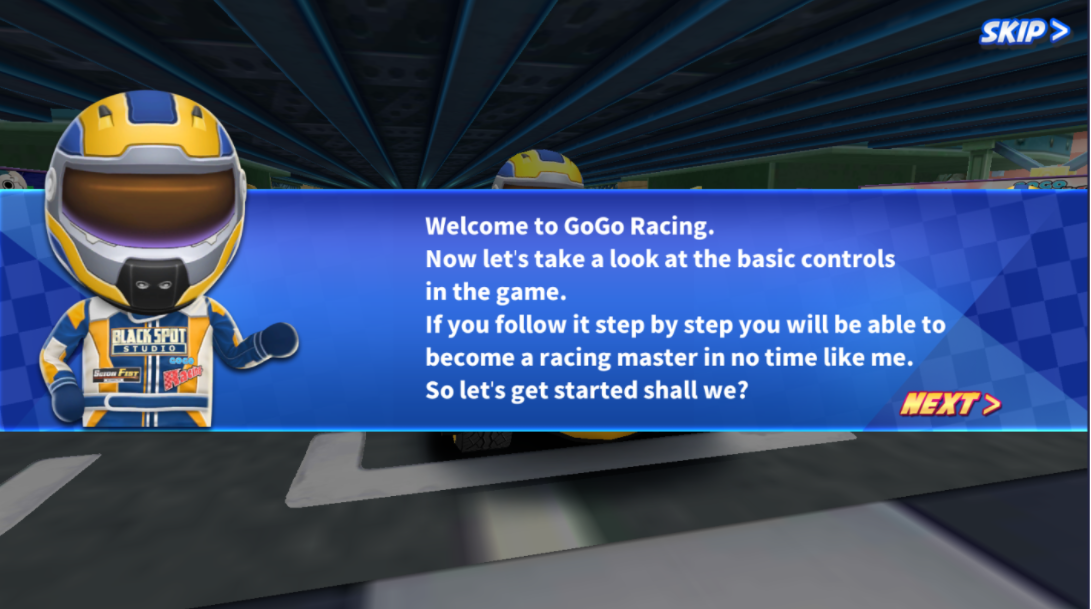 SKIP >
Welcome to GoGo Racing.
Now let's take a look at the basic controls
in the game.
If you follow it step by step you will be able to
become a racing master in no time like me.
So let's get started shall we?
NEXT >
BLACK SPOT
STUDIO